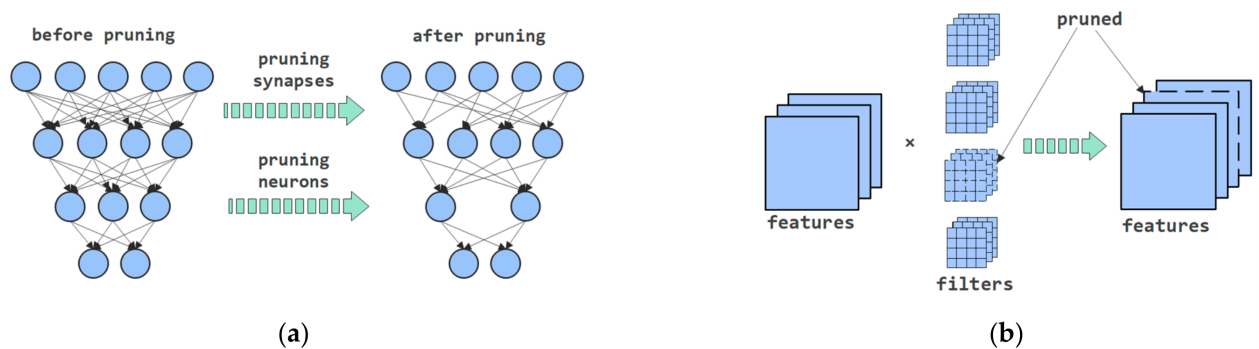 before pruning
pruning
synapses
pruning
neurons
after pruning
(a)
pruned
×
features
filters
features
(b)